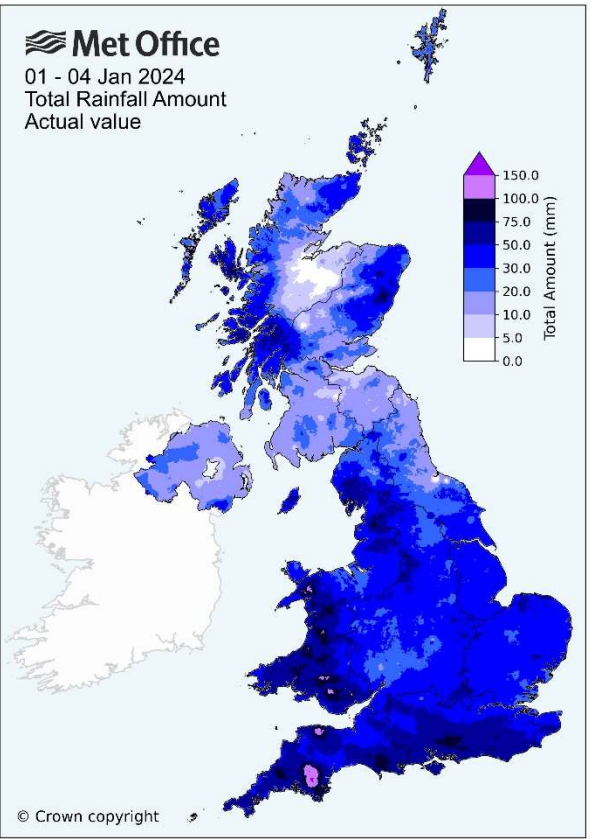 Met Office
01 - 04 Jan 2024
Total Rainfall Amount
Actual value
150.0
100.0
75.0
50.0
30.0
20.0
10.0
5.0
0.0
Total Amount (mm)
© Crown copyright